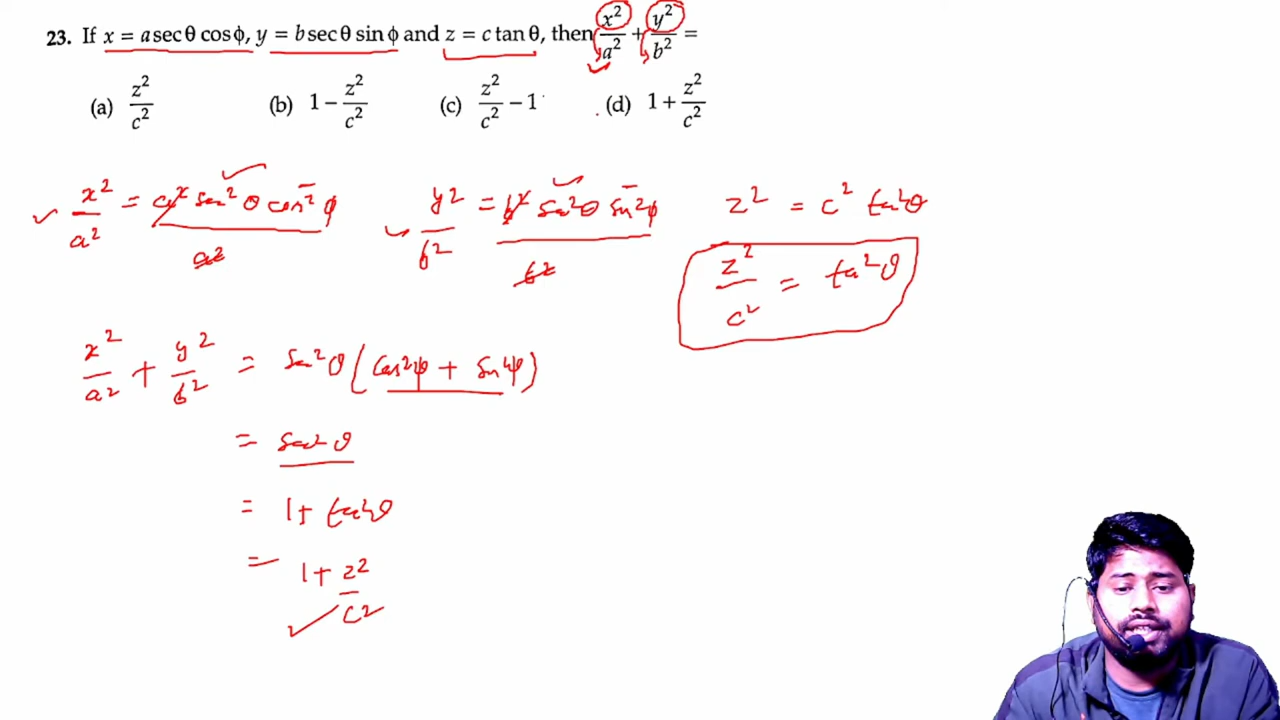 23. If x = a sec θ cos ϕ, y = b sec θ sin ϕ and z = c tan θ, then x²/a² + y²/b² =
(a) z²/c² (b) 1 − z²/c² (c) z²/c² − 1 (d) 1 + z²/c²
x²/a² = a² sec²θ cos²ϕ / a² y²/b² = b² sec²θ sin²ϕ / b² z² = c² tan²θ
z²/c² = tan²θ
x²/a² + y²/b² = sec²θ (cos²ϕ + sin²ϕ)
= sec²θ
= 1 + tan²θ
= 1 + z²/c²